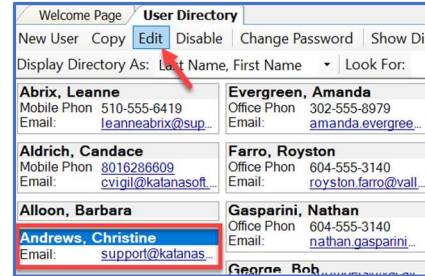 Welcome Page User Directory
New User Copy Edit Disable Change Password Show Di
Display Directory As: Last Name, First Name Look For:
Abrix, Leanne
Mobile Phon 510-555-6419
Email: leanneabrix@sup...
Aldrich, Candace
Mobile Phon 8016286609
Email: cvigil@katanasoft...
Alloon, Barbara
Andrews, Christine
Email: support@katanas...
Evergreen, Amanda
Office Phon 302-555-8979
Email: amanda.evergree...
Farro, Royston
Office Phon 604-555-3140
Email: royston.farro@vall...
Gasparini, Nathan
Office Phon 604-555-3140
Email: nathan.gasparini...
George, Bob